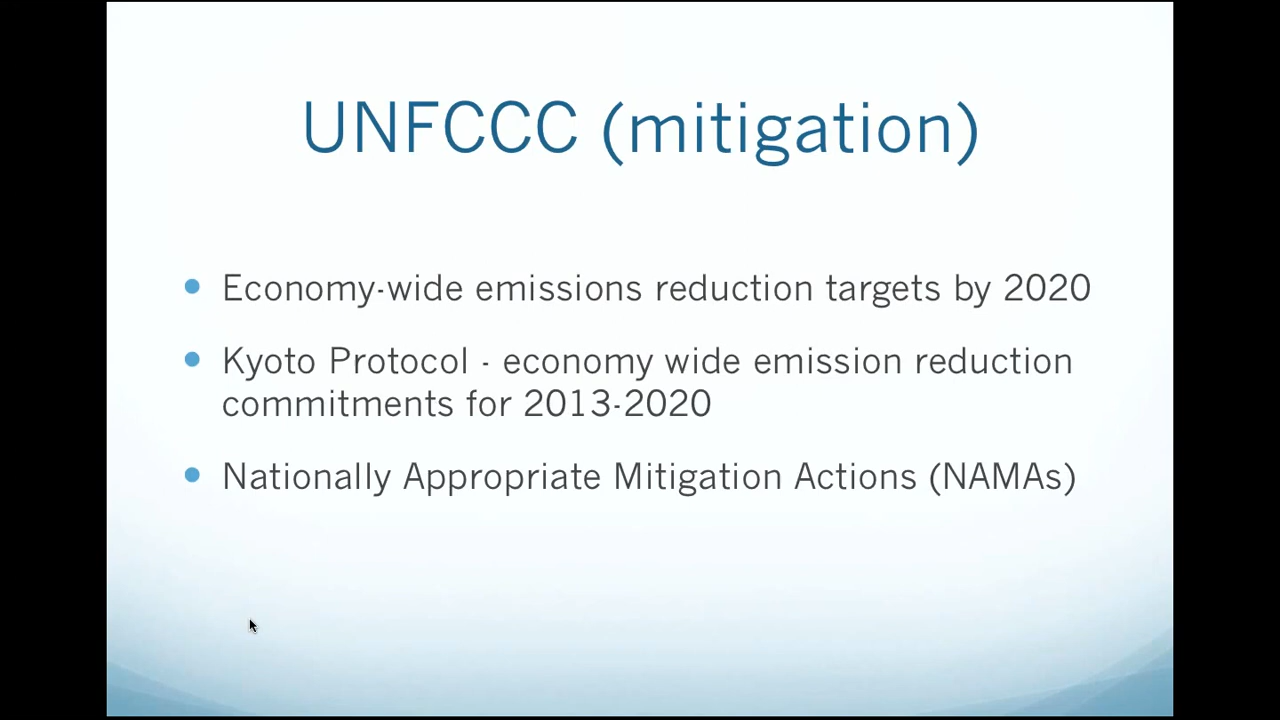 UNFCCC (mitigation)
Economy-wide emissions reduction targets by 2020
Kyoto Protocol - economy wide emission reduction
commitments for 2013-2020
Nationally Appropriate Mitigation Actions (NAMAs)